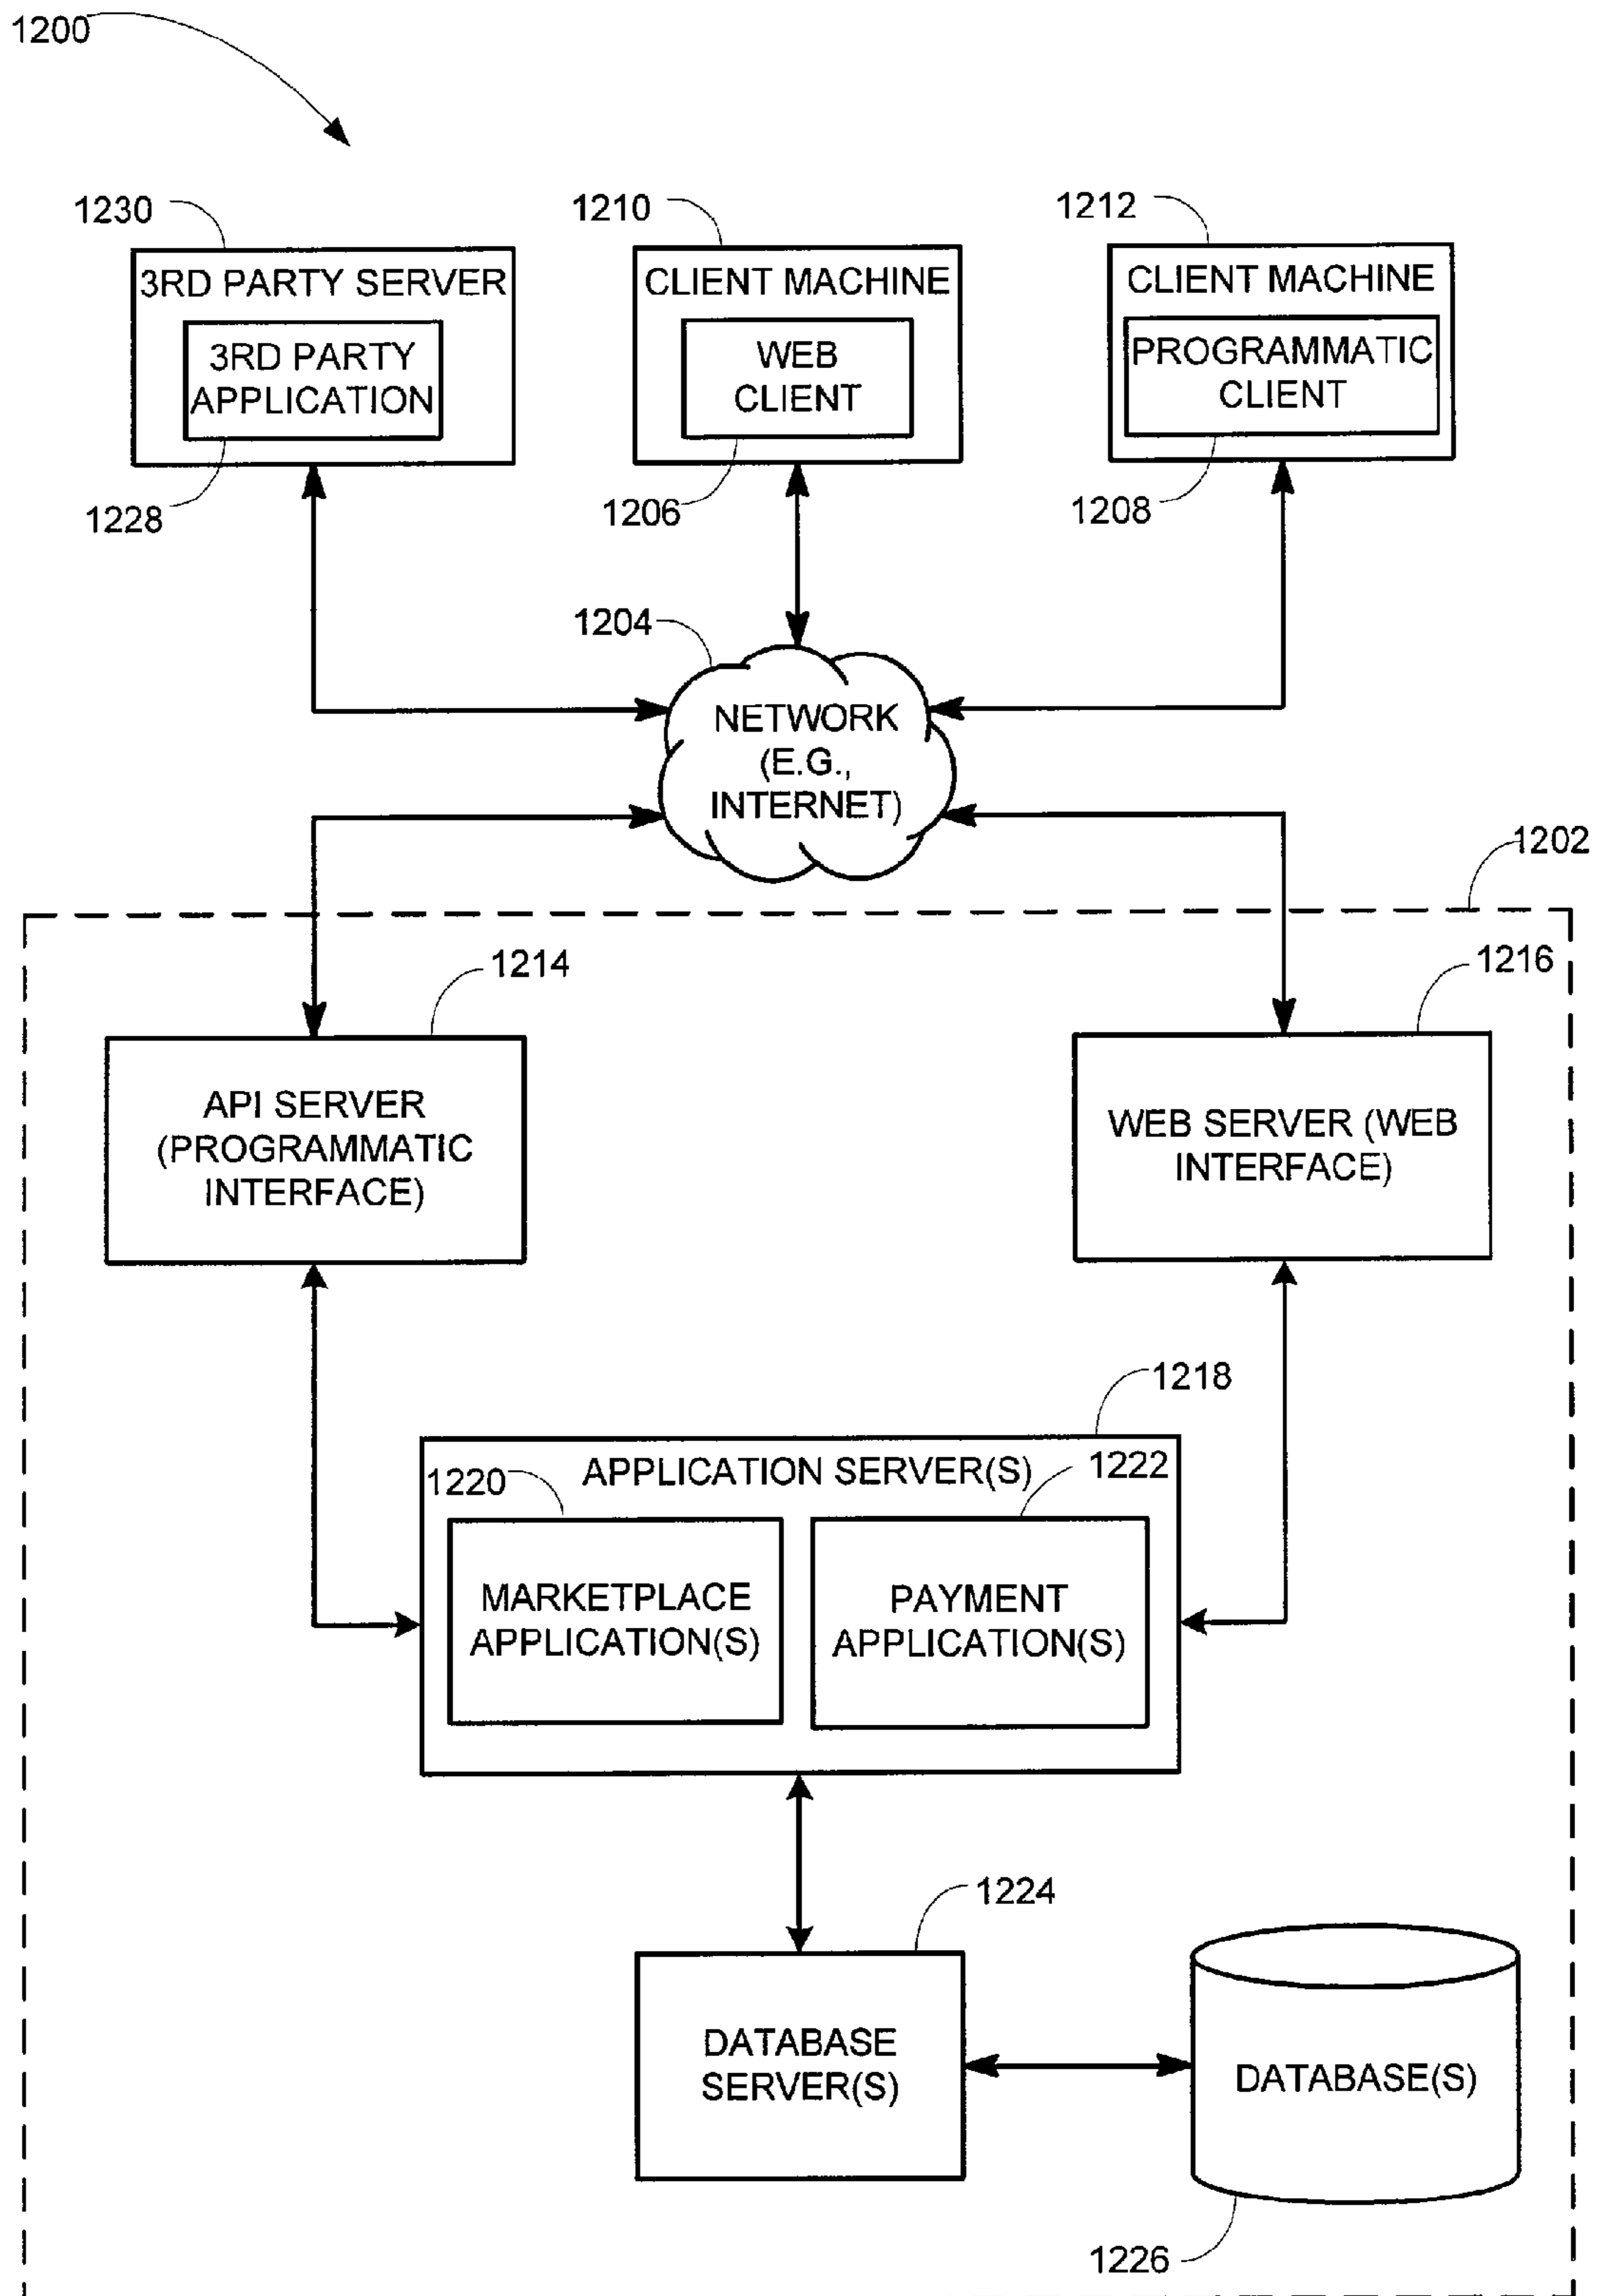 1200
1230
3RD PARTY SERVER
3RD PARTY
APPLICATION
1228
1210
CLIENT MACHINE
WEB
CLIENT
1206
1212
CLIENT MACHINE
PROGRAMMATIC
CLIENT
1208
1204
NETWORK
(E.G.,
INTERNET)
1202
1214
API SERVER
(PROGRAMMATIC
INTERFACE)
1216
WEB SERVER (WEB
INTERFACE)
1218
APPLICATION SERVER(S)
1220
MARKETPLACE
APPLICATION(S)
1222
PAYMENT
APPLICATION(S)
1224
DATABASE
SERVER(S)
DATABASE(S)
1226